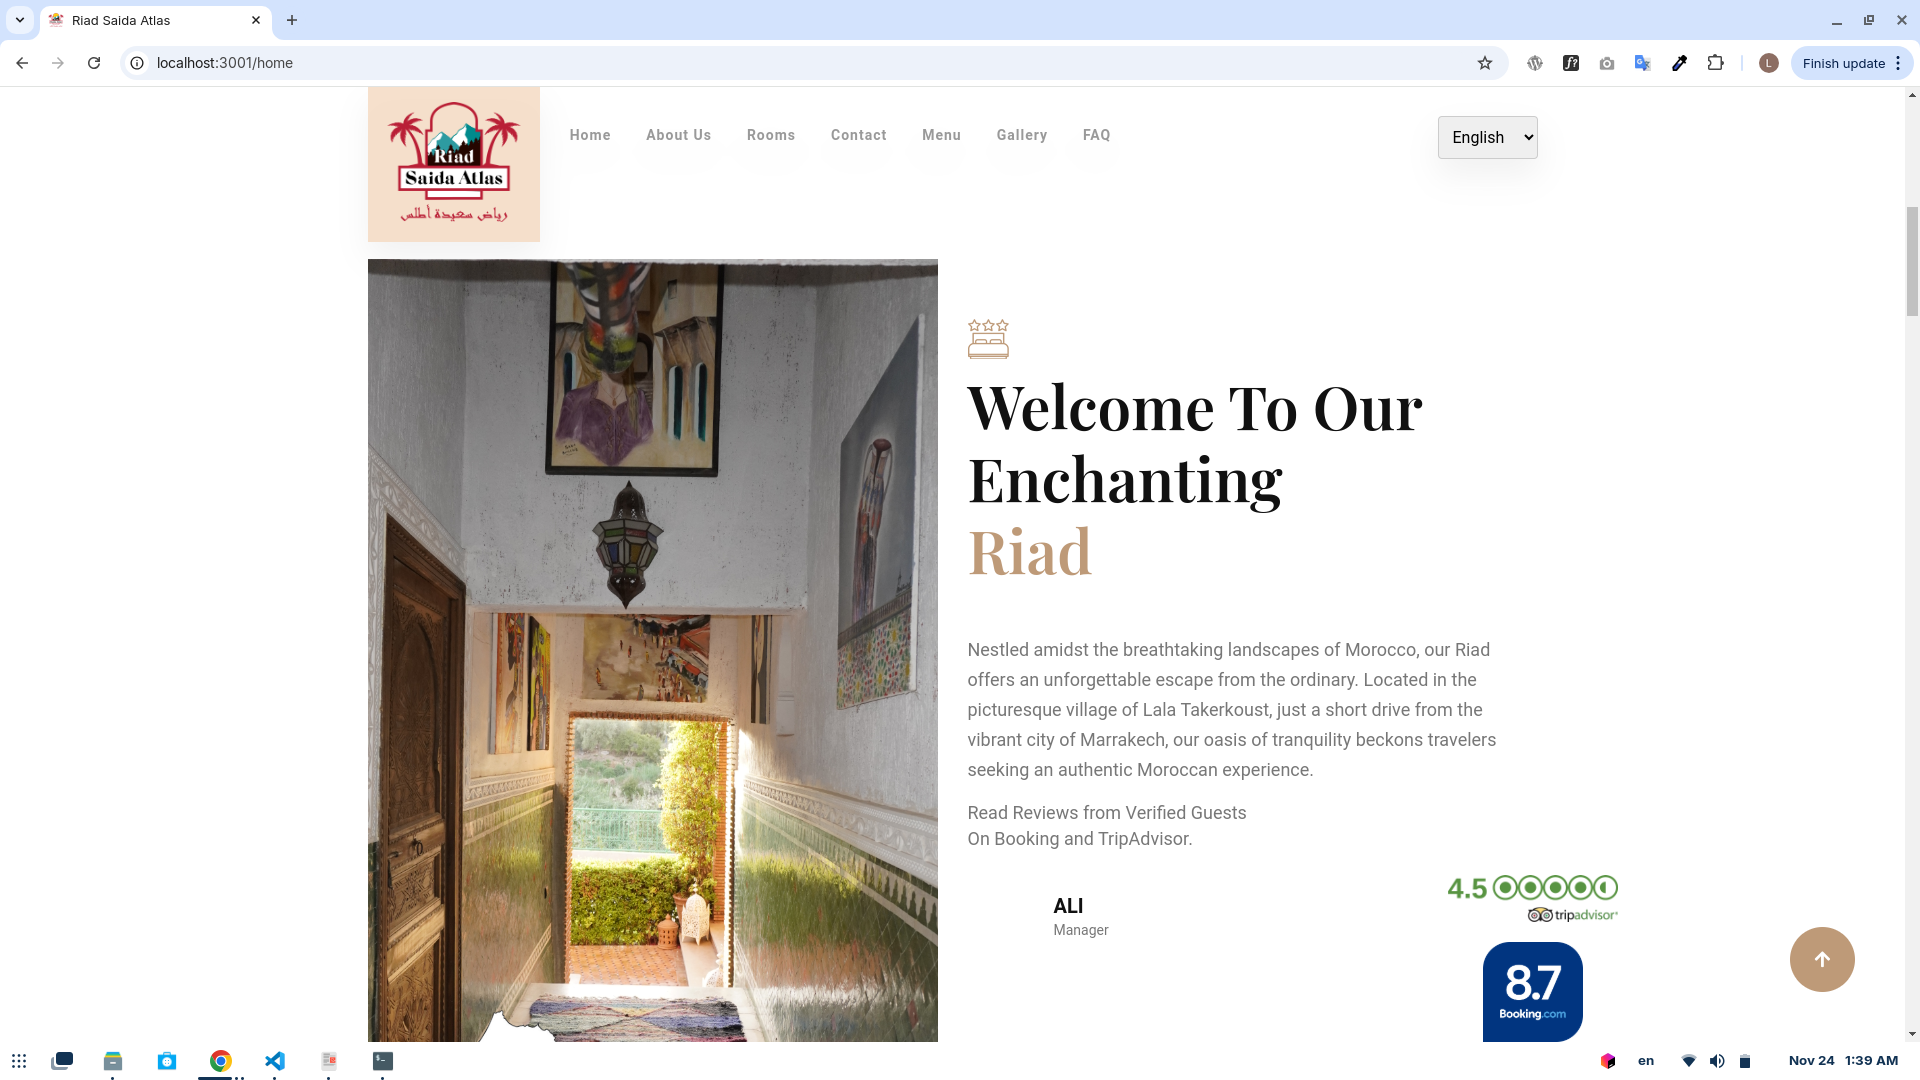 Riad Saida Atlas
localhost:3001/home
L
Finish update
Riad
Saida Atlas
رياض سعيدة أطلس
Home
About Us
Rooms
Contact
Menu
Gallery
FAQ
English
Welcome To Our
Enchanting
Riad
Nestled amidst the breathtaking landscapes of Morocco, our Riad
offers an unforgettable escape from the ordinary. Located in the
picturesque village of Lala Takerkoust, just a short drive from the
vibrant city of Marrakech, our oasis of tranquility beckons travelers
seeking an authentic Moroccan experience.
Read Reviews from Verified Guests
On Booking and TripAdvisor.
ALI
Manager
4.5
tripadvisor
8.7
Booking.com
en
Nov 24 1:39 AM